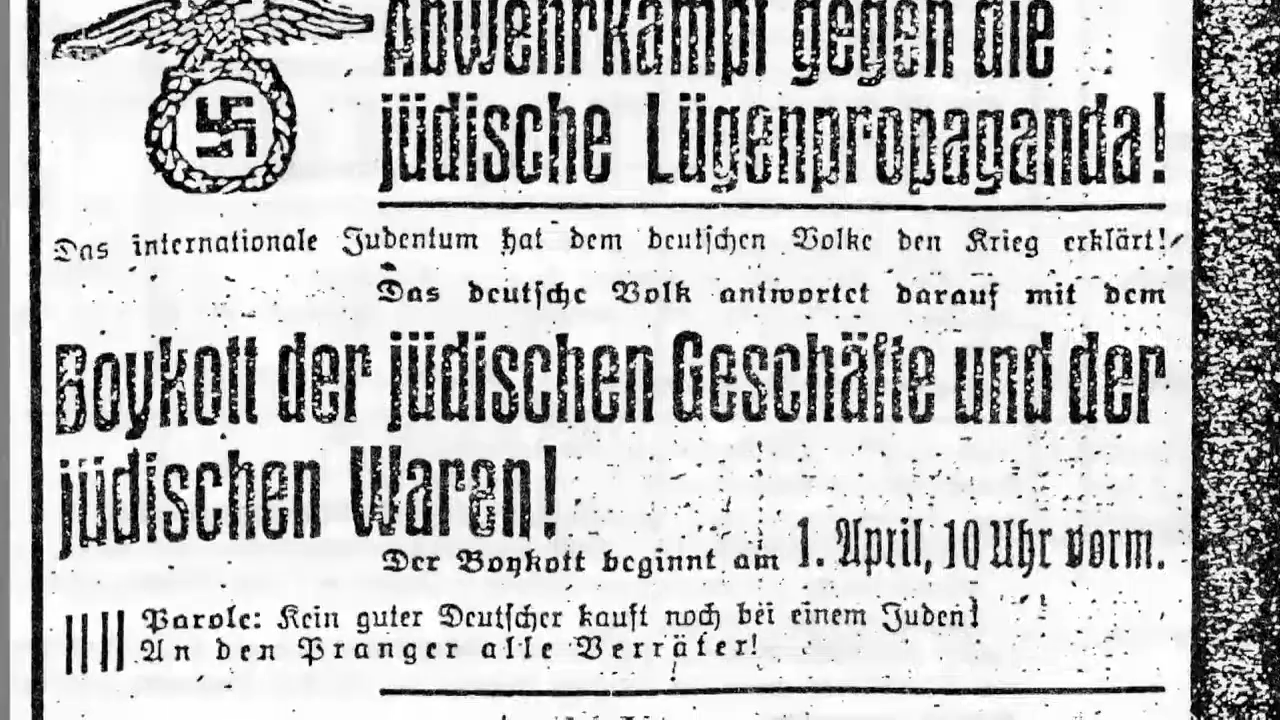 Abwehrkampf gegen die
jüdische Lügenpropaganda!
Das internationale Judentum hat dem deutschen Volke den Krieg erklärt!
Das deutsche Volk antwortet darauf mit dem
Boykott der jüdischen Geschäfte und der
jüdischen Waren!
Der Boykott beginnt am 1. April, 10 Uhr vorm.
Parole: Kein guter Deutscher kauft noch bei einem Juden!
An den Pranger alle Verräter!